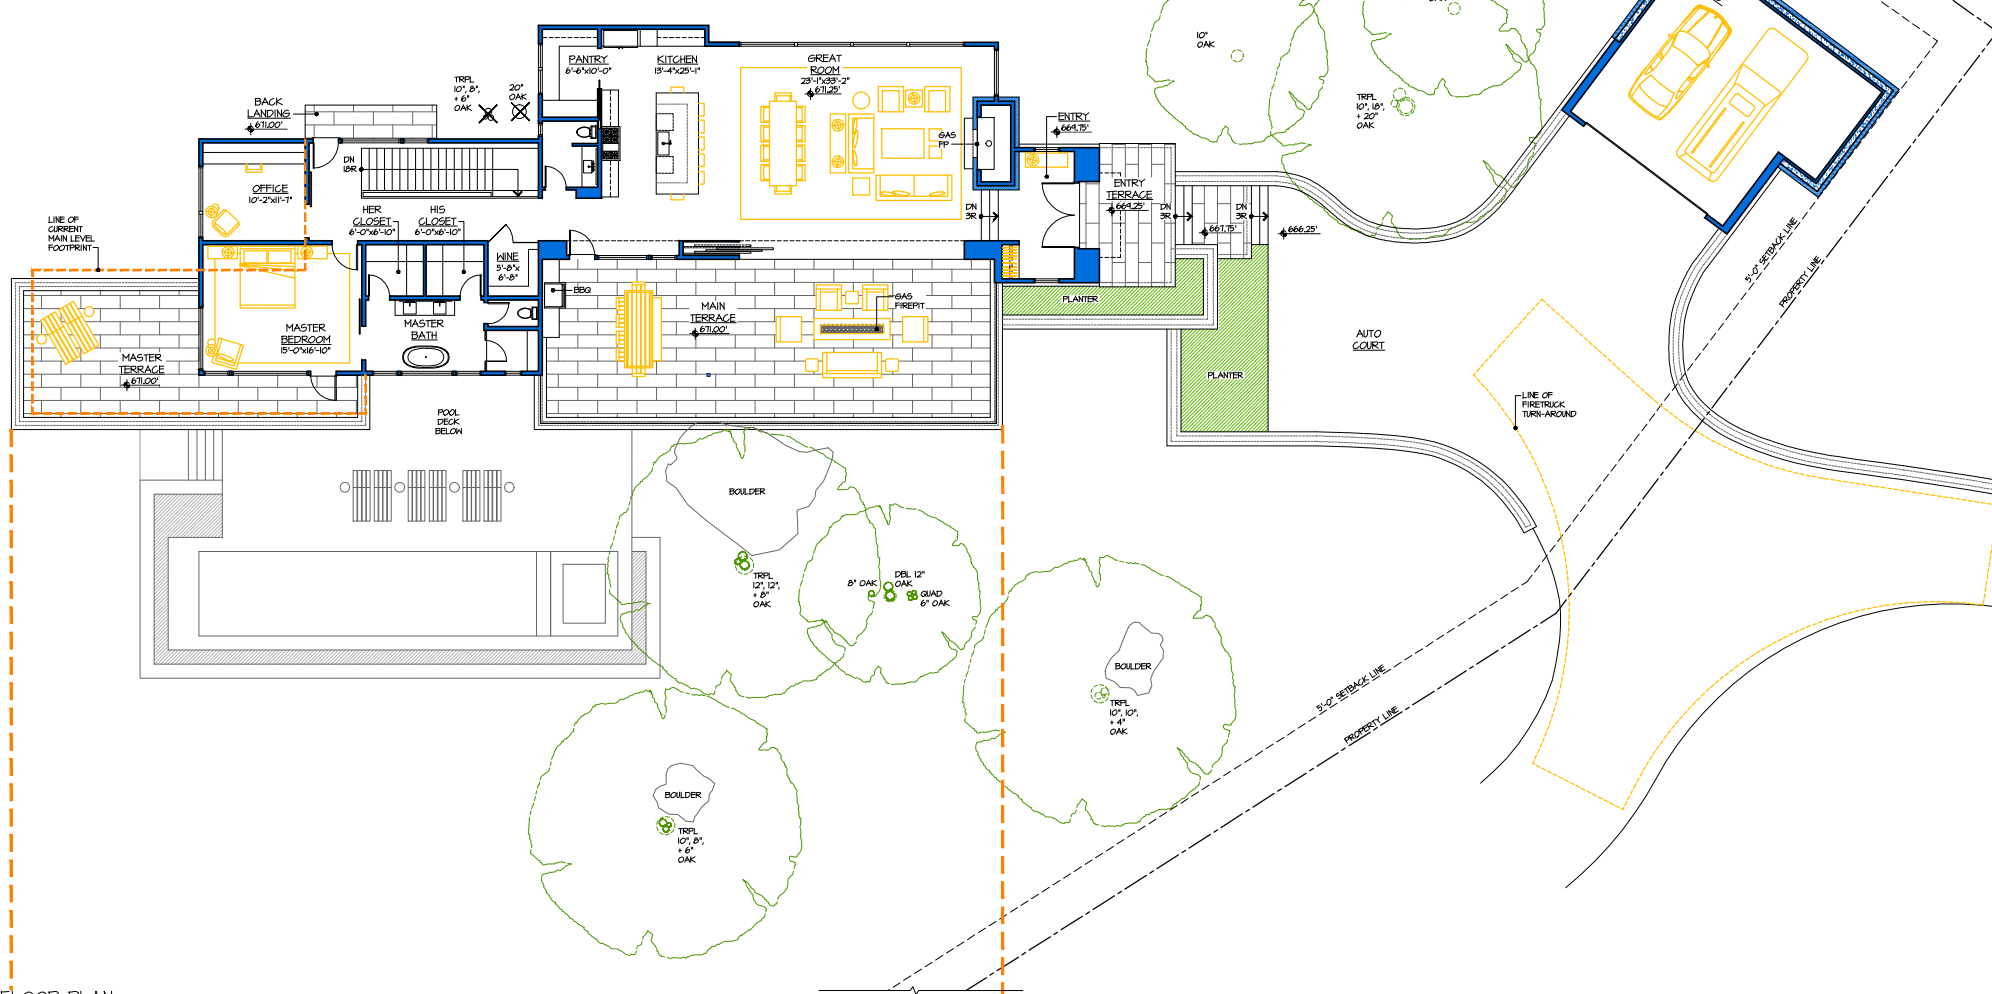 10"
OAK
TRPL
10", 18",
+ 20"
OAK
TRPL
10", 8",
+ 6"
OAK
20"
OAK
PANTRY
6'-6"x10'-0"
KITCHEN
13'-4"x25'-1"
GREAT
ROOM
23'-1"x33'-2"
671.25'
BACK
LANDING
671.00'
GAS
FP
ENTRY
669.75'
DN
18R
OFFICE
10'-2"x11'-7"
HER
CLOSET
6'-0"x6'-10"
HIS
CLOSET
6'-0"x6'-10"
WINE
5'-8"x
6'-8"
DN
3R
ENTRY
TERRACE
669.25'
DN
3R
DN
3R
667.75'
666.25'
LINE OF
CURRENT
MAIN LEVEL
FOOTPRINT
BBQ
MAIN
TERRACE
671.00'
GAS
FIREPIT
PLANTER
PLANTER
MASTER
BEDROOM
15'-0"x16'-10"
MASTER
BATH
MASTER
TERRACE
671.00'
POOL
DECK
BELOW
AUTO
COURT
5'-0" SETBACK LINE
PROPERTY LINE
LINE OF
FIRETRUCK
TURN-AROUND
BOULDER
TRPL
12", 12",
+ 8"
OAK
8" OAK
DBL 12"
OAK
QUAD
6" OAK
BOULDER
TRPL
10", 10",
+ 4"
OAK
5'-0" SETBACK LINE
PROPERTY LINE
BOULDER
TRPL
10", 8",
+ 6"
OAK
FLOOR PLAN